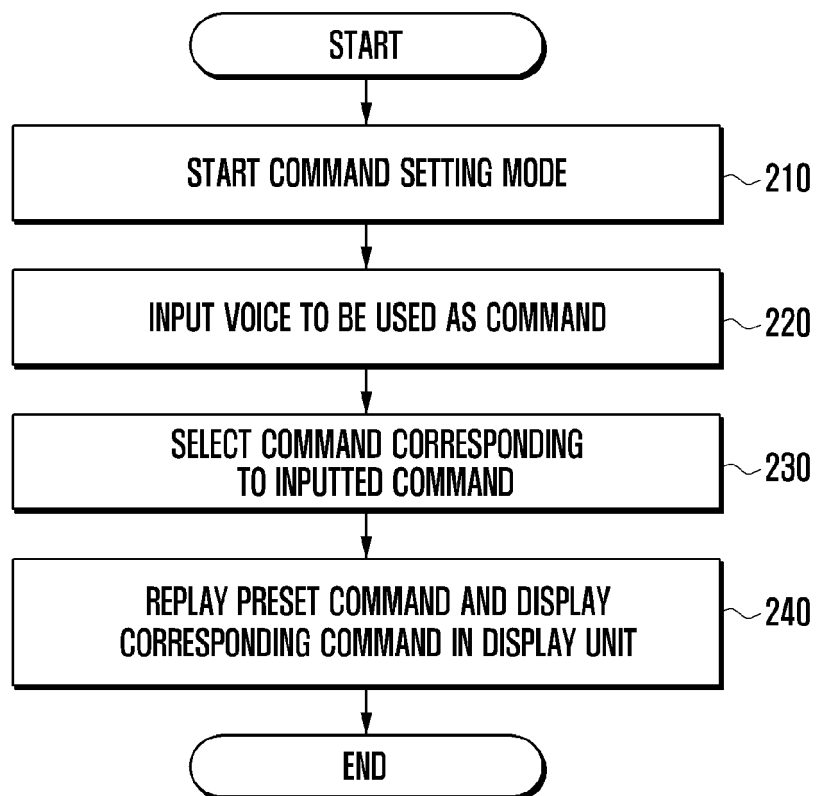 START
START COMMAND SETTING MODE
210
INPUT VOICE TO BE USED AS COMMAND
220
SELECT COMMAND CORRESPONDING
TO INPUTTED COMMAND
230
REPLAY PRESET COMMAND AND DISPLAY
CORRESPONDING COMMAND IN DISPLAY UNIT
240
END